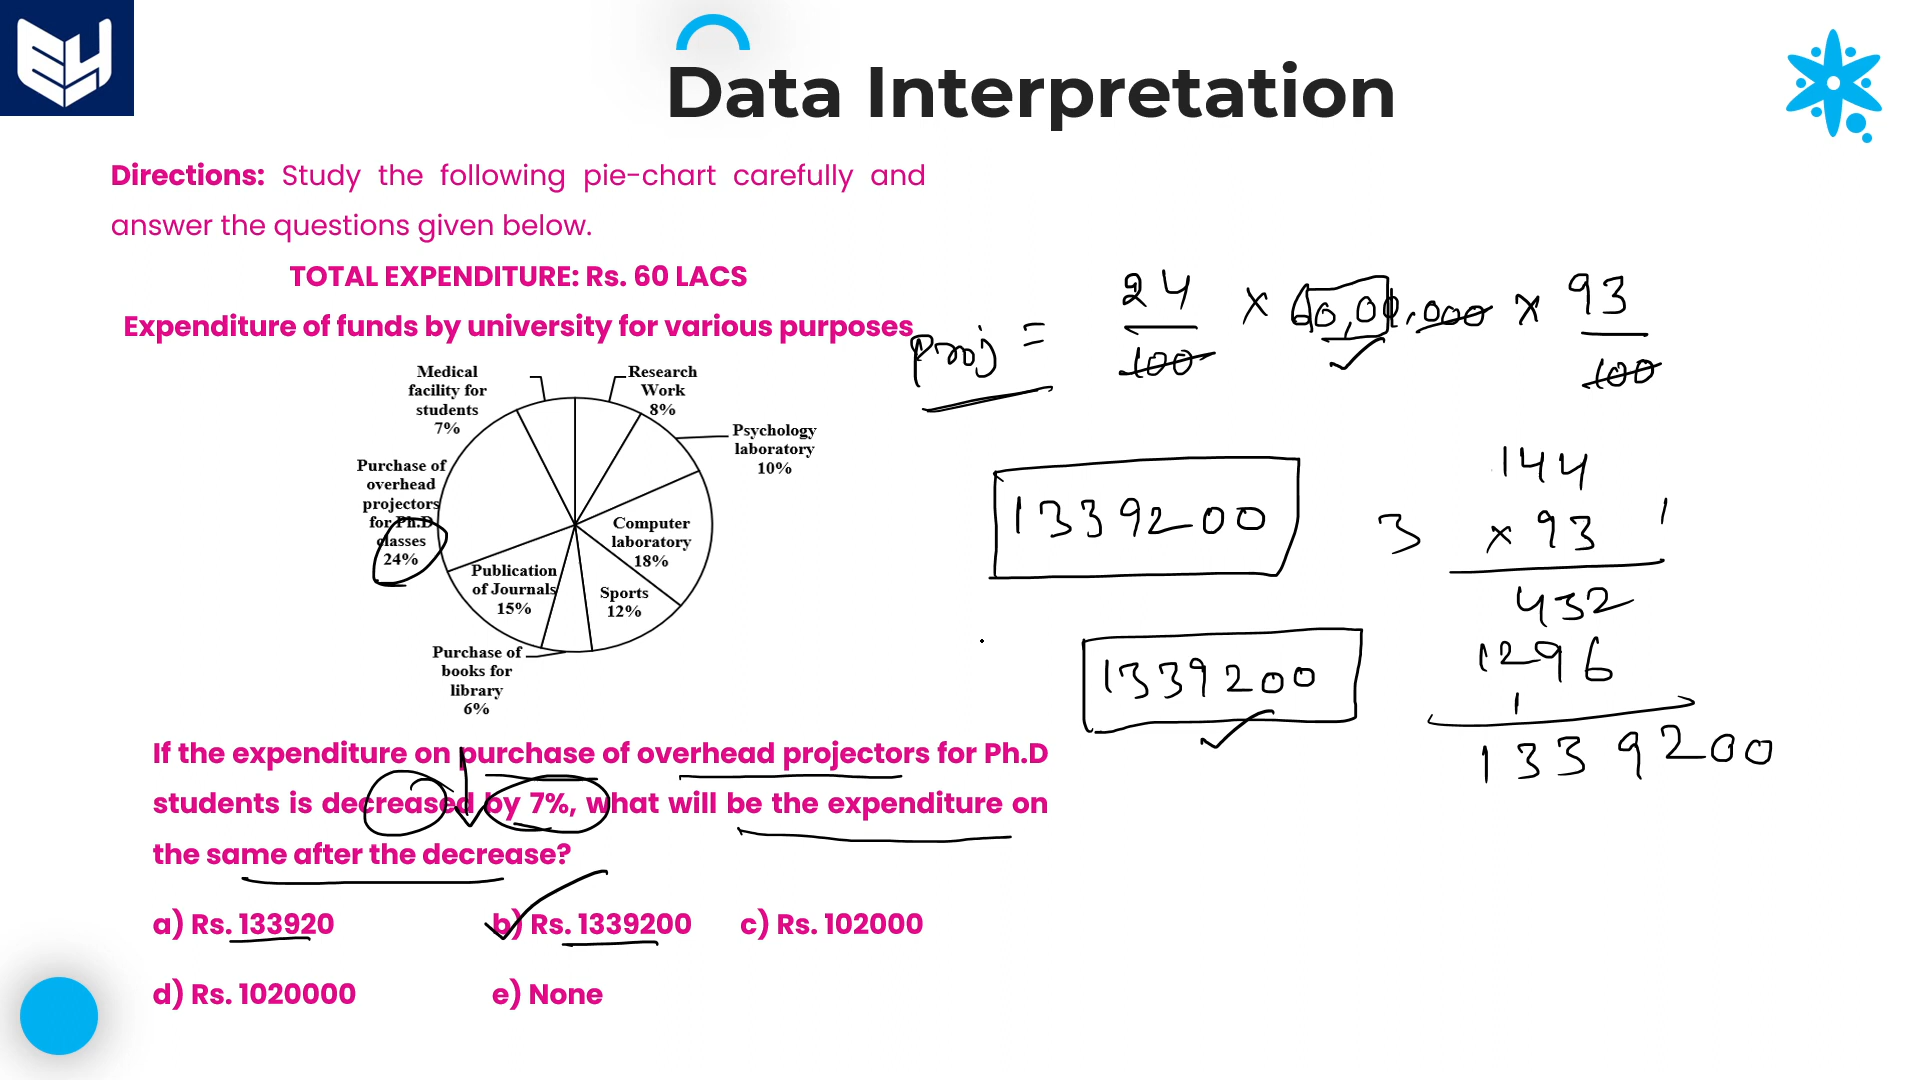 EY
Data Interpretation
Directions: Study the following pie-chart carefully and
answer the questions given below.
TOTAL EXPENDITURE: Rs. 60 LACS
Expenditure of funds by university for various purposes
Medical
facility for
students
7%
Research
Work
8%
Psychology
laboratory
10%
Purchase of
overhead
projectors
for Ph.D
classes
24%
Computer
laboratory
18%
Publication
of Journals
15%
Sports
12%
Purchase of
books for
library
6%
If the expenditure on purchase of overhead projectors for Ph.D
students is decreased by 7%, what will be the expenditure on
the same after the decrease?
a) Rs. 133920 b) Rs. 1339200 c) Rs. 102000
d) Rs. 1020000 e) None
Proj = 24/100 × 60,00,000 × 93/100
1339200
3
144
× 93
1
432
1296
1
1339200
1339200